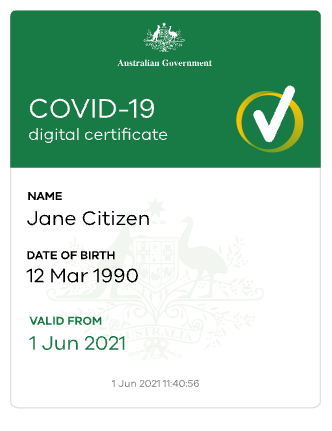 Australian Government
COVID-19
digital certificate
NAME
Jane Citizen
DATE OF BIRTH
12 Mar 1990
VALID FROM
1 Jun 2021
1 Jun 2021 11:40:56
AUSTRALIA